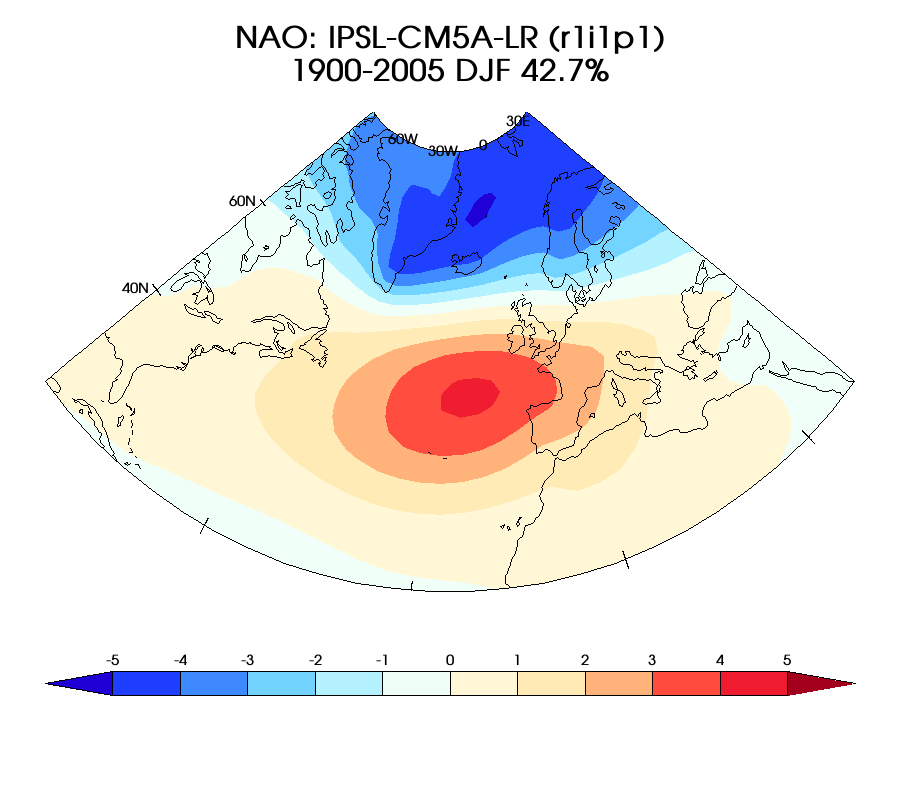 NAO: IPSL-CM5A-LR (r1i1p1)
1900-2005 DJF 42.7%
30E
60W
30W
0
60N
40N
-5 -4 -3 -2 -1 0 1 2 3 4 5